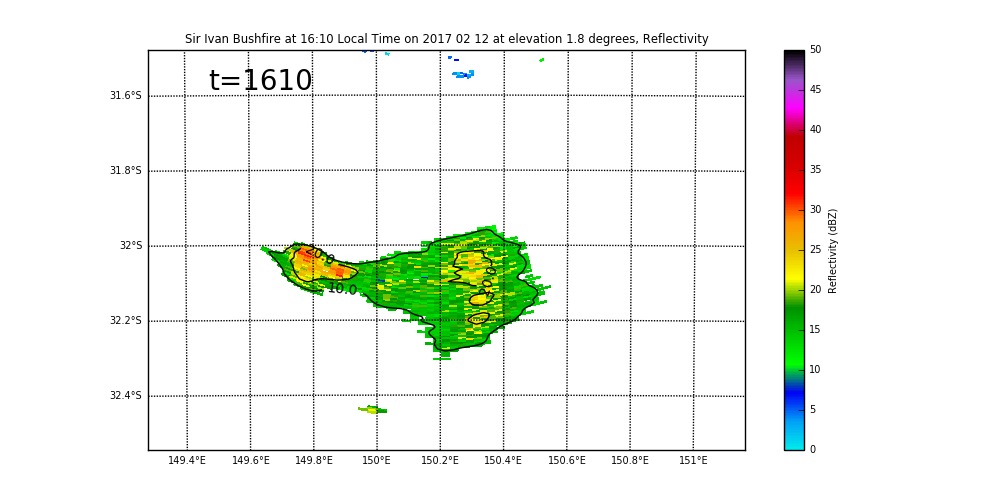 Sir Ivan Bushfire at 16:10 Local Time on 2017 02 12 at elevation 1.8 degrees, Reflectivity
t=1610
31.6°S
31.8°S
32°S
32.2°S
32.4°S
149.4°E 149.6°E 149.8°E 150°E 150.2°E 150.4°E 150.6°E 150.8°E 151°E
10.0
50
45
40
35
30
25
20
15
10
5
0
Reflectivity (dBZ)